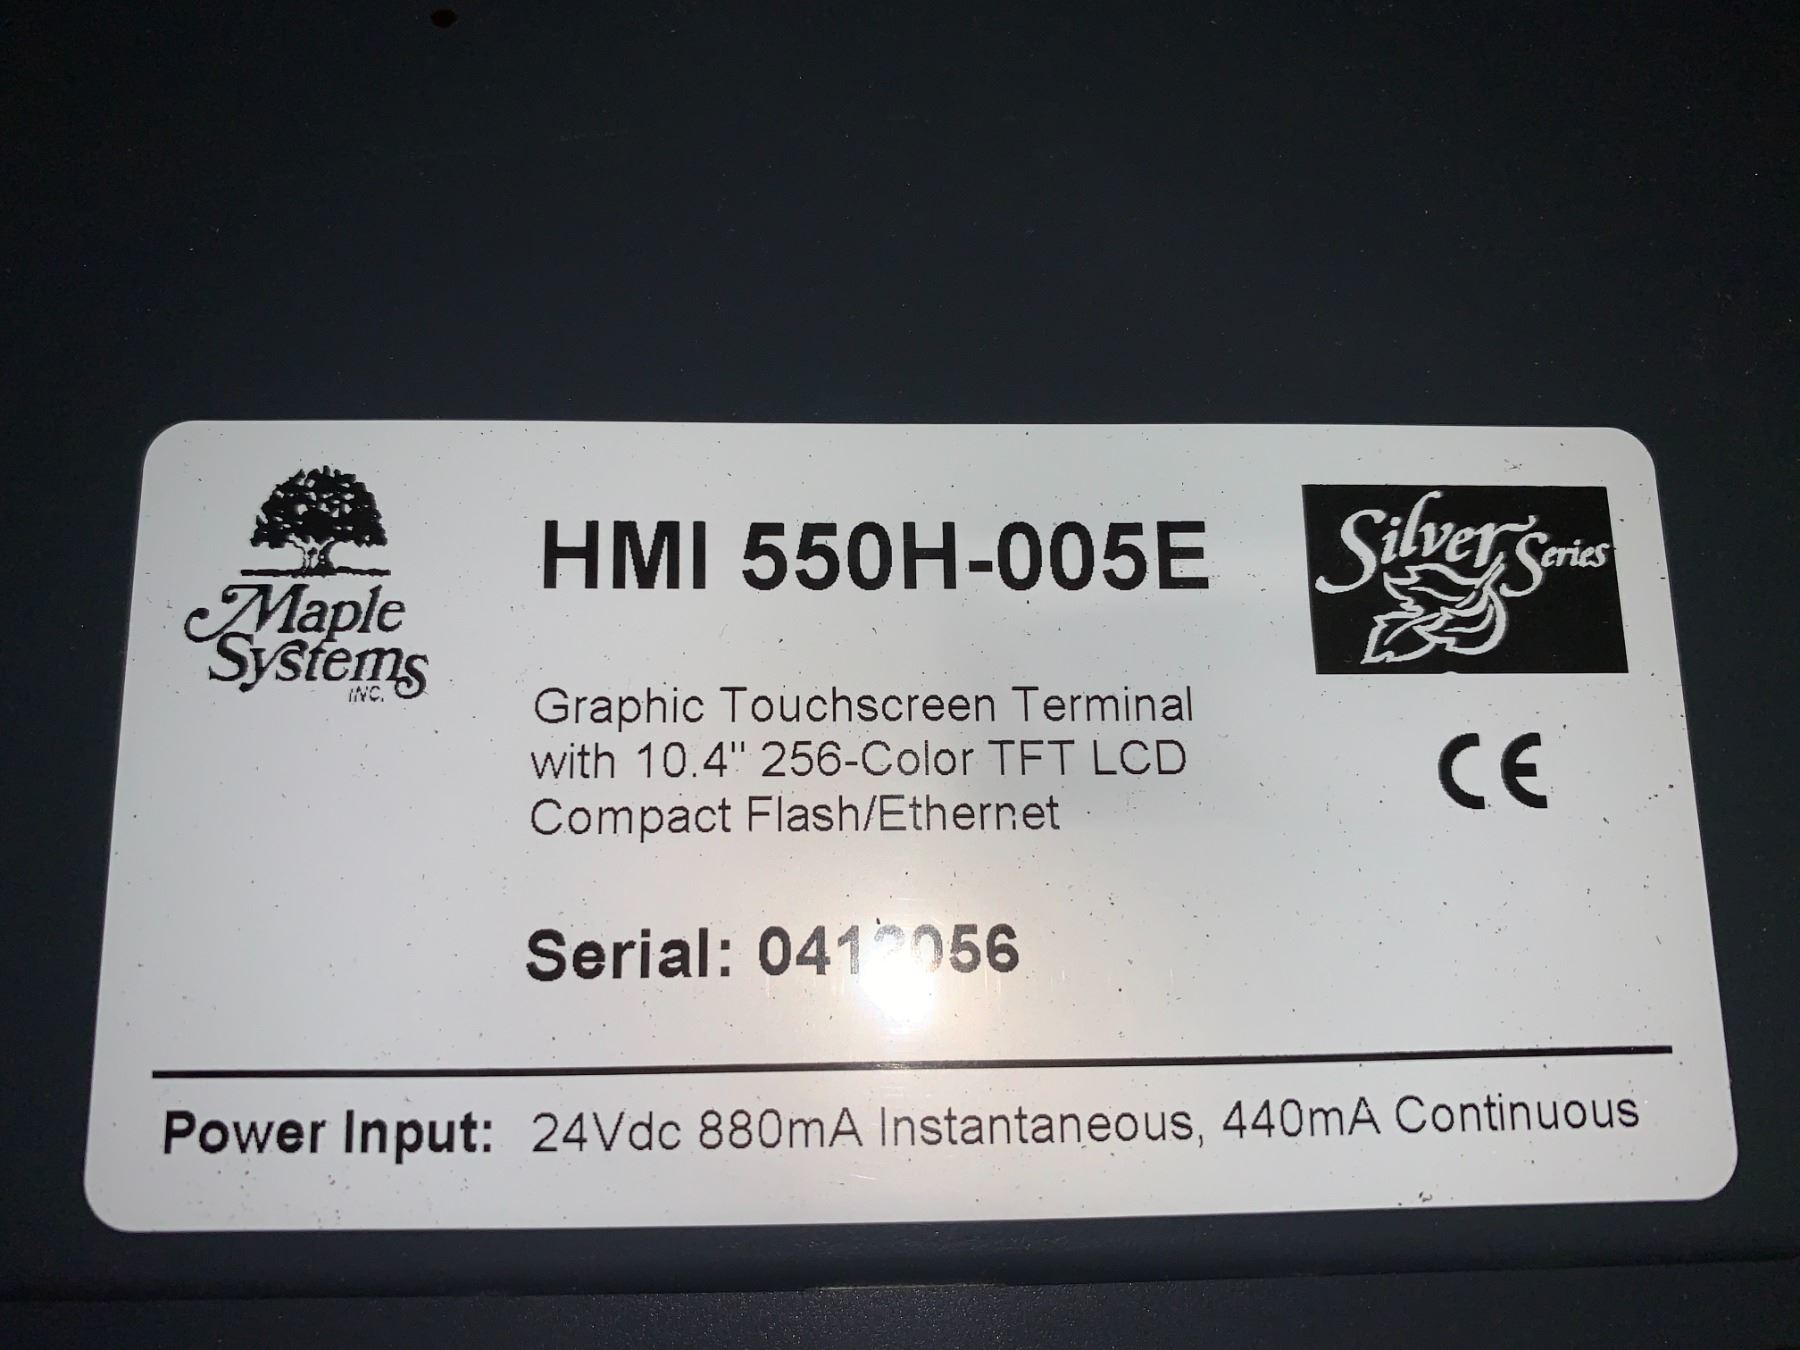 Maple
Systems
INC.
HMI 550H-005E
Silver Series
Graphic Touchscreen Terminal
with 10.4" 256-Color TFT LCD
Compact Flash/Ethernet
CE
Serial:
Power Input: 24Vdc 880mA Instantaneous, 440mA Continuous